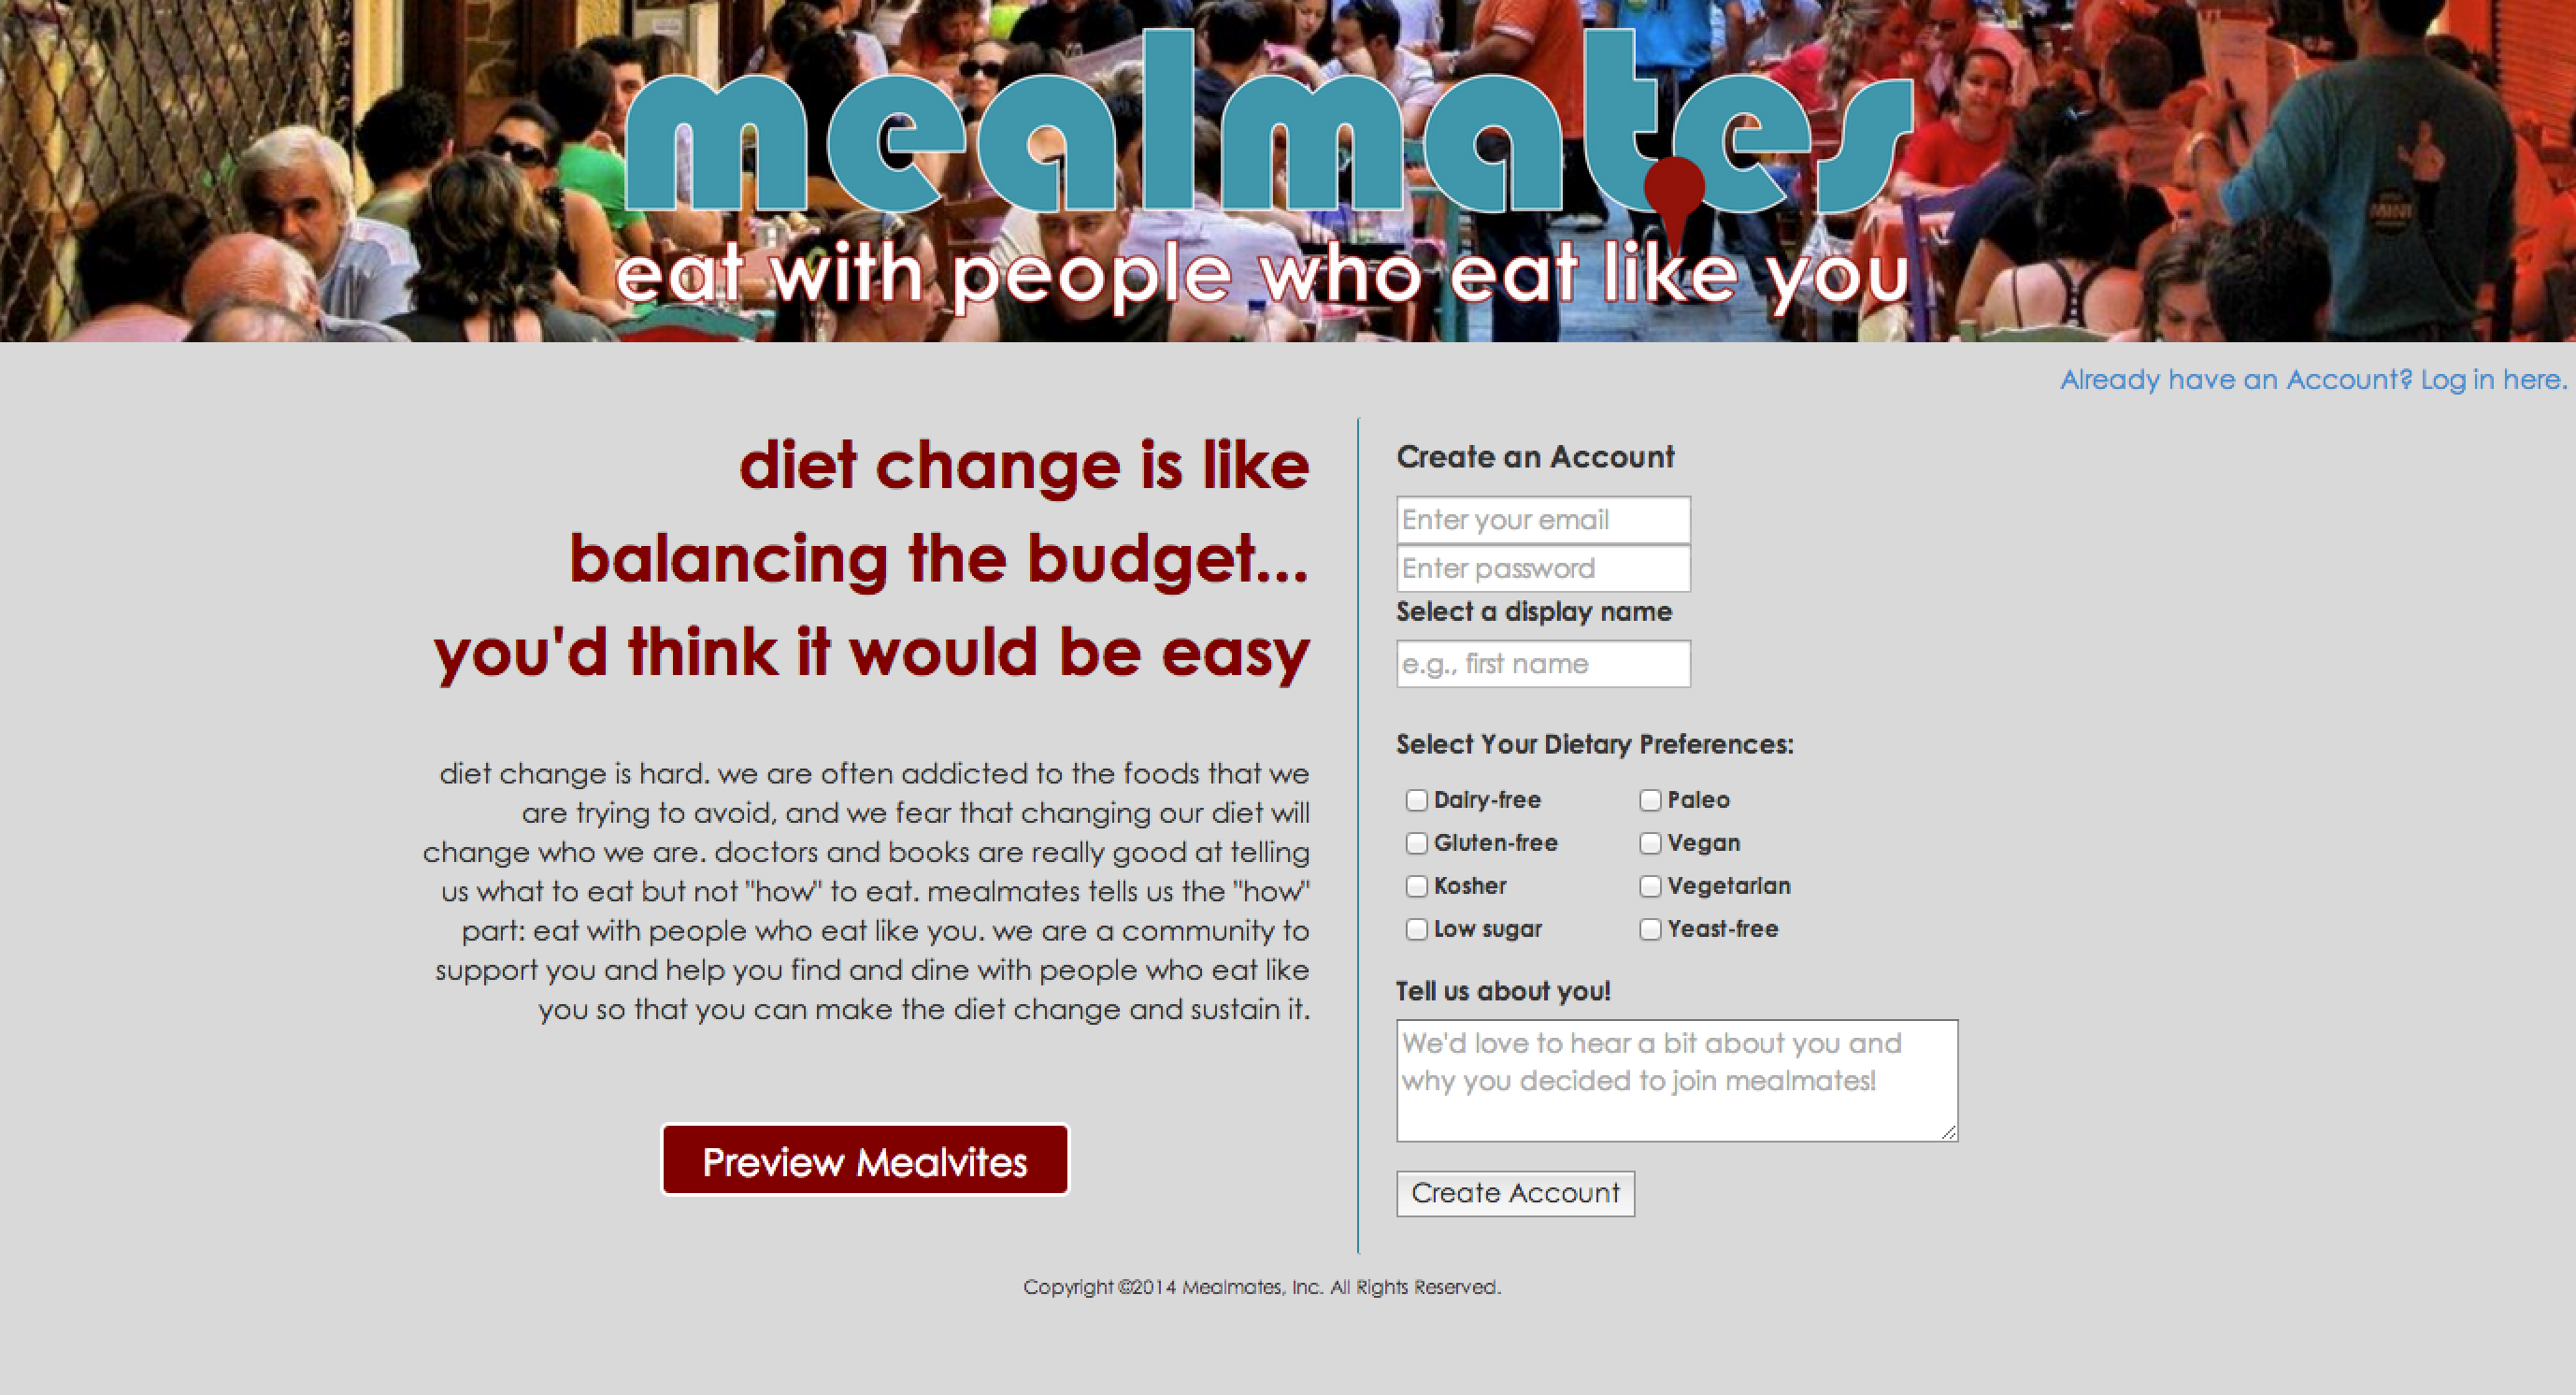 mealmates
eat with people who eat like you
Already have an Account? Log in here.
diet change is like
balancing the budget...
you'd think it would be easy
diet change is hard. we are often addicted to the foods that we
are trying to avoid, and we fear that changing our diet will
change who we are. doctors and books are really good at telling
us what to eat but not "how" to eat. mealmates tells us the "how"
part: eat with people who eat like you. we are a community to
support you and help you find and dine with people who eat like
you so that you can make the diet change and sustain it.
Preview Mealvites
Create an Account
Enter your email
Enter password
Select a display name
e.g., first name
Select Your Dietary Preferences:
Dairy-free
Paleo
Gluten-free
Vegan
Kosher
Vegetarian
Low sugar
Yeast-free
Tell us about you!
We'd love to hear a bit about you and
why you decided to join mealmates!
Create Account
Copyright ©2014 Mealmates, Inc. All Rights Reserved.